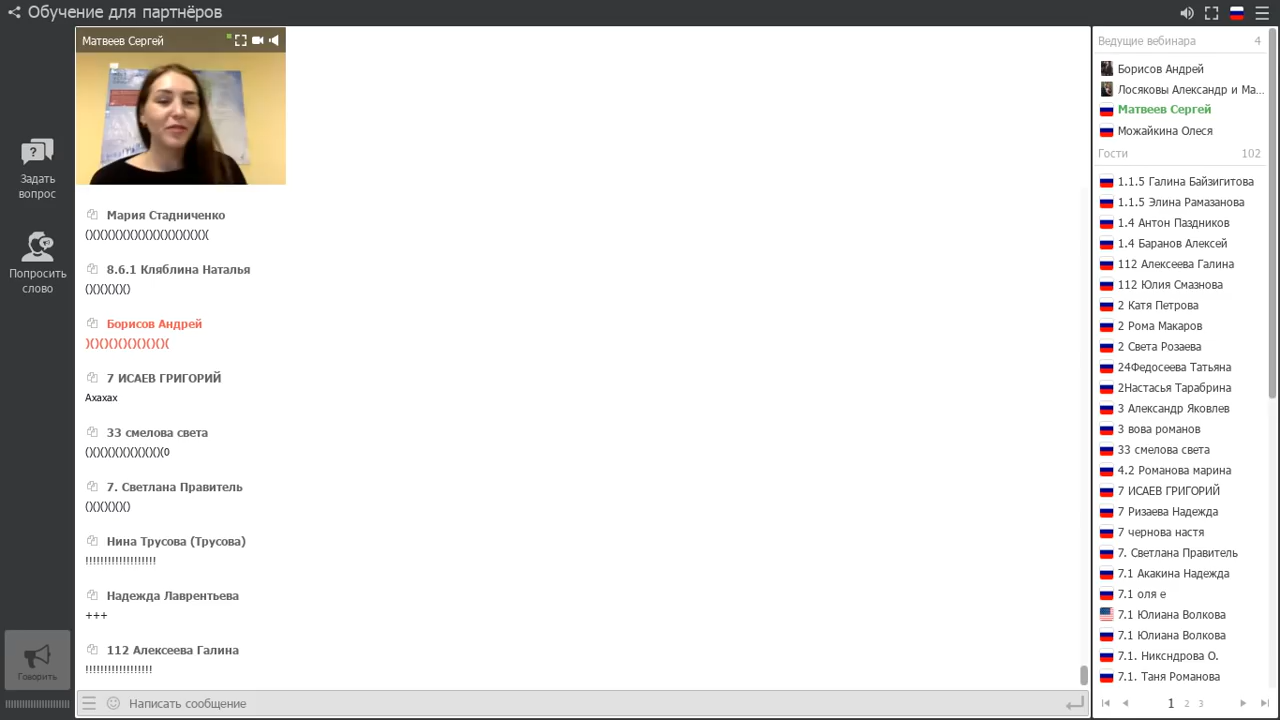 Обучение для партнёров
Матвеев Сергей
Задать
вопрос
Попросить
слово
Говорить
Мария Стадниченко
()()()()()()()()()()()()()()()()()()(
8.6.1 Кляблина Наталья
()()()()()()()
Борисов Андрей
)()()()()()()()()()(
7 ИСАЕВ ГРИГОРИЙ
Ахахах
33 смелова света
()()()()()()()()()()()()(0
7. Светлана Правитель
()()()()()()()
Нина Трусова (Трусова)
!!!!!!!!!!!!!!!!!!!
Надежда Лаврентьева
+++
112 Алексеева Галина
!!!!!!!!!!!!!!!!!!
Написать сообщение
Ведущие вебинара 4
Борисов Андрей
Лосяковы Александр и Ма...
Матвеев Сергей
Можайкина Олеся
Гости 102
1.1.5 Галина Байзигитова
1.1.5 Элина Рамазанова
1.4 Антон Паздников
1.4 Баранов Алексей
112 Алексеева Галина
112 Юлия Смазнова
2 Катя Петрова
2 Рома Макаров
2 Света Розаева
24Федосеева Татьяна
2Настасья Тарабрина
3 Александр Яковлев
3 вова романов
33 смелова света
4.2 Романова марина
7 ИСАЕВ ГРИГОРИЙ
7 Ризаева Надежда
7 чернова настя
7. Светлана Правитель
7.1 Акакина Надежда
7.1 оля е
7.1 Юлиана Волкова
7.1 Юлиана Волкова
7.1. Никсндрова О.
7.1. Таня Романова
1 2 3